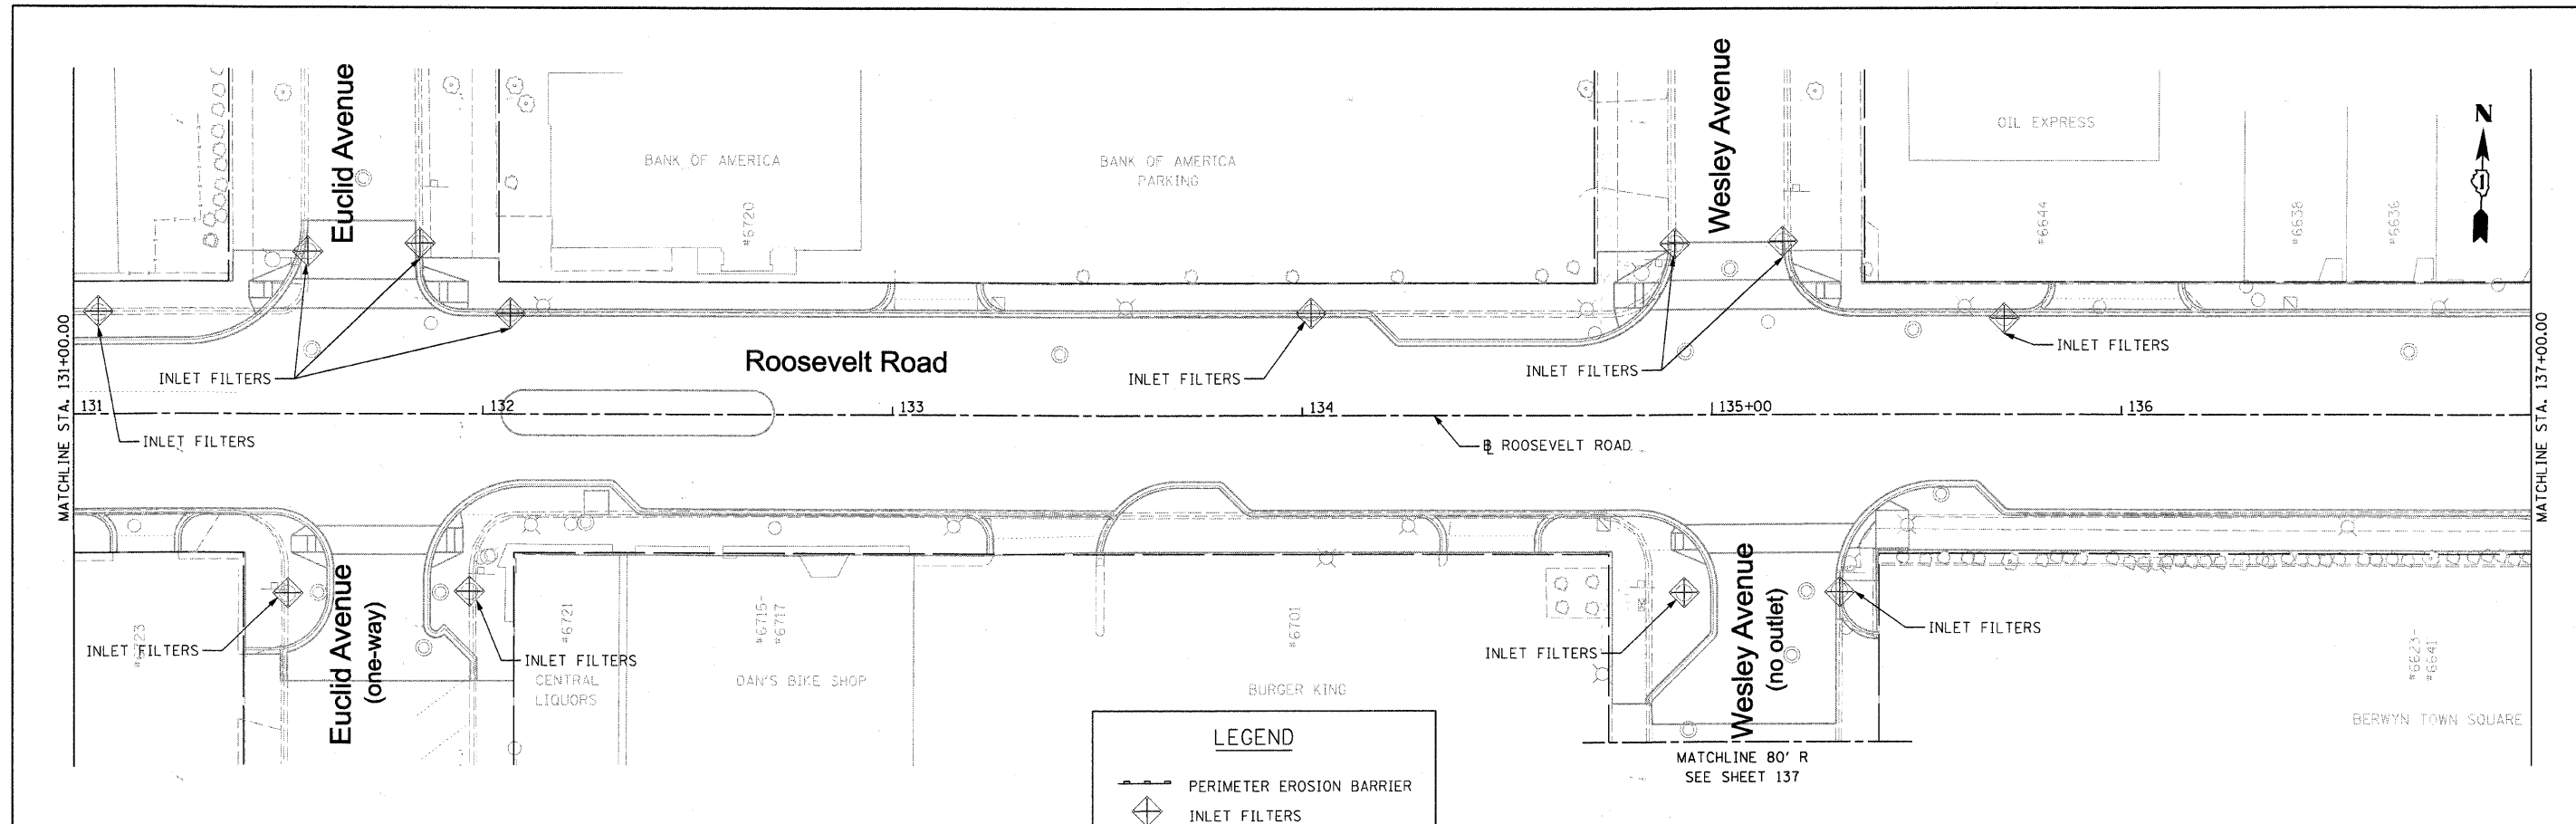 Euclid Avenue
Wesley Avenue
N
OIL EXPRESS
BANK OF AMERICA
BANK OF AMERICA
PARKING
#6720
#6644
#6638
#6636
MATCHLINE STA. 131+00.00
MATCHLINE STA. 137+00.00
Roosevelt Road
INLET FILTERS
INLET FILTERS
INLET FILTERS
INLET FILTERS
131
132
133
134
135+00
136
INLET FILTERS
ROOSEVELT ROAD
Euclid Avenue
(one-way)
Wesley Avenue
(no outlet)
INLET FILTERS
INLET FILTERS
INLET FILTERS
INLET FILTERS
#6721
#6715-
#6717
#6701
#6623-
#6641
CENTRAL
LIQUORS
DAN'S BIKE SHOP
BURGER KING
BERWYN TOWN SQUARE
MATCHLINE 80' R
SEE SHEET 137
LEGEND
PERIMETER EROSION BARRIER
INLET FILTERS